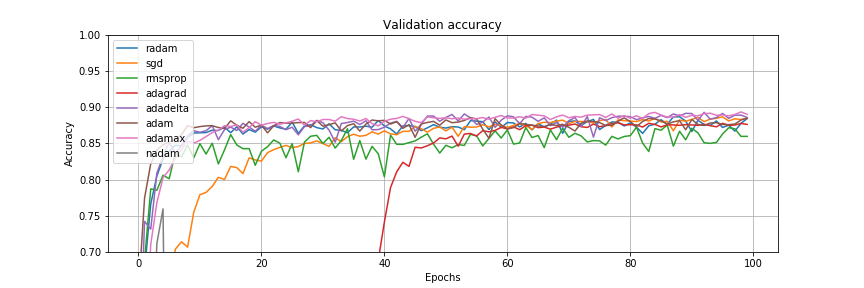 Validation accuracy
1.00
0.95
0.90
0.85
0.80
0.75
0.70
Accuracy
radam
sgd
rmsprop
adagrad
adadelta
adam
adamax
nadam
0 20 40 60 80 100
Epochs